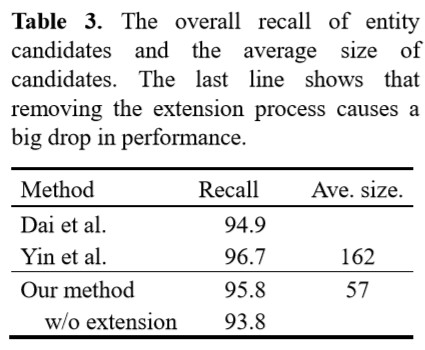 Table 3. The overall recall of entity
candidates and the average size of
candidates. The last line shows that
removing the extension process causes a
big drop in performance.
Method Recall Ave. size.
Dai et al. 94.9
Yin et al. 96.7 162
Our method 95.8 57
w/o extension 93.8